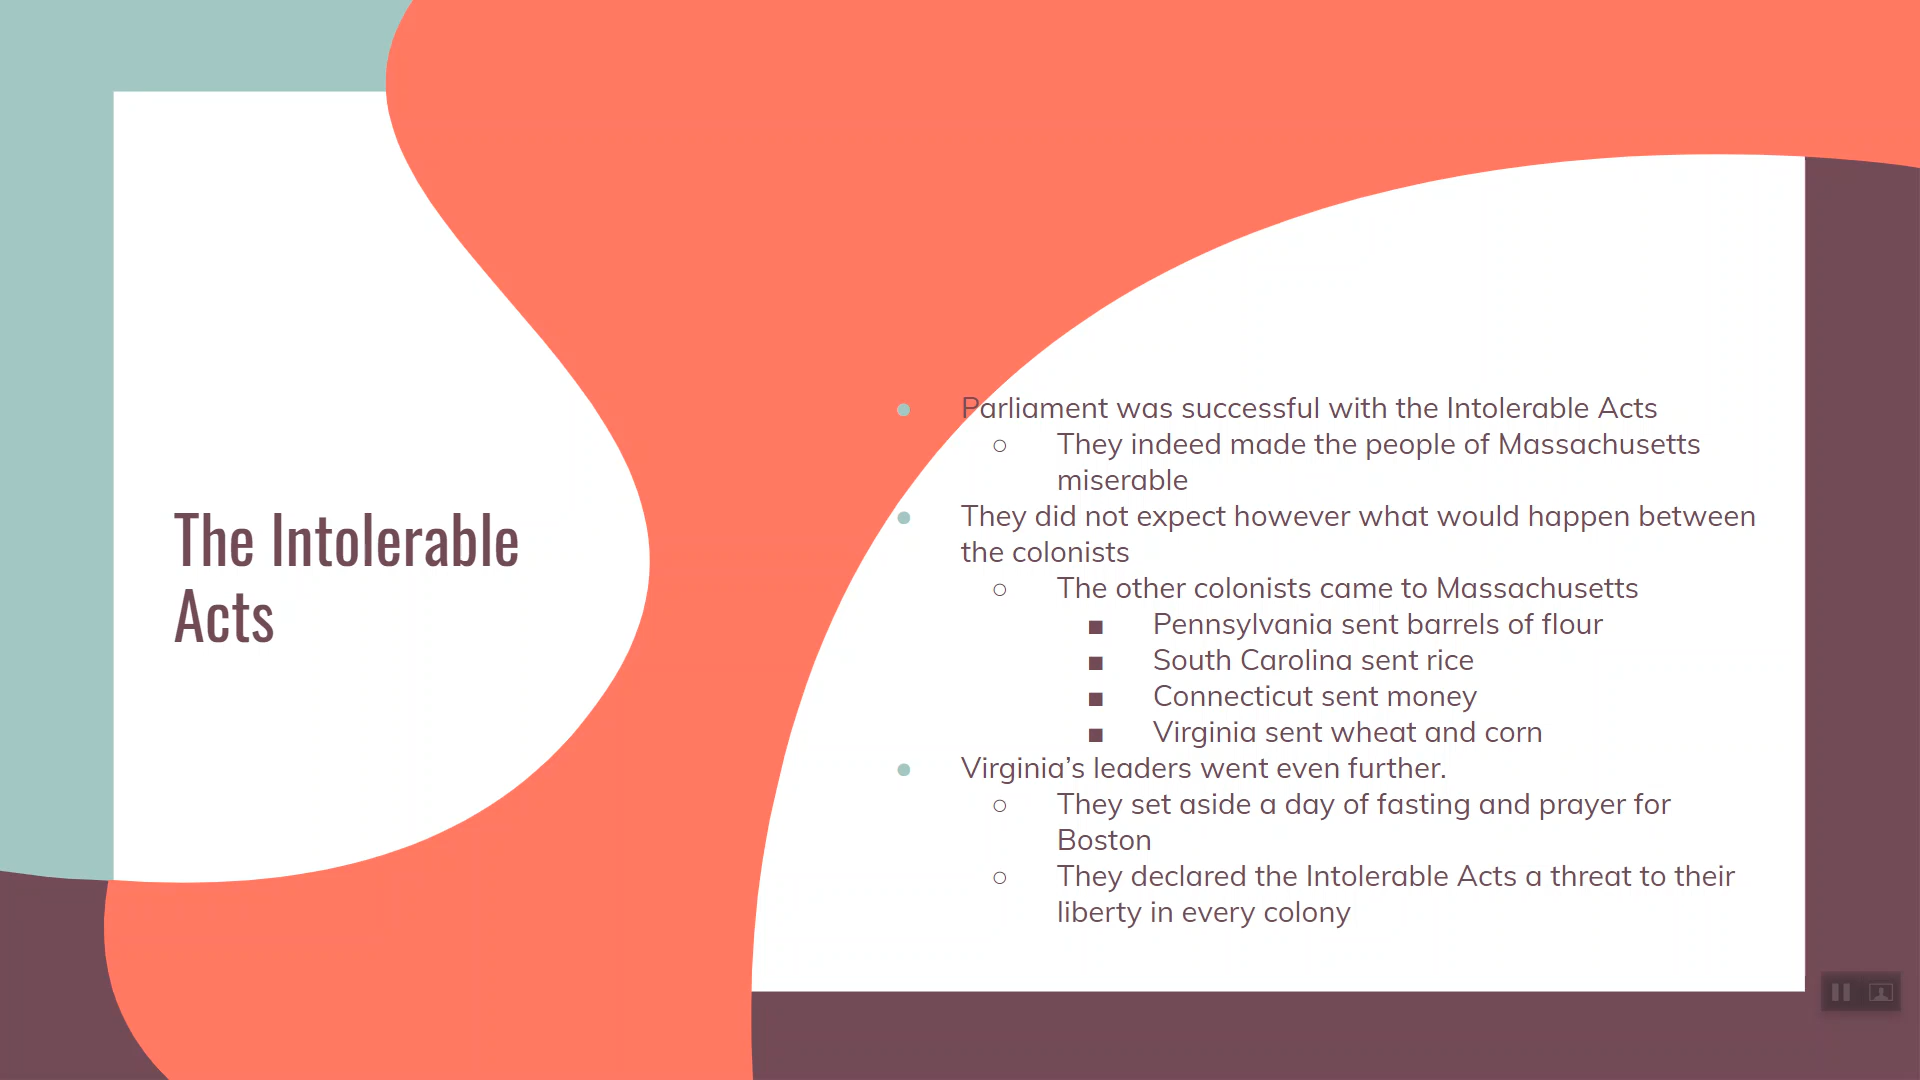 The Intolerable
Acts
Parliament was successful with the Intolerable Acts
They indeed made the people of Massachusetts
miserable
They did not expect however what would happen between
the colonists
The other colonists came to Massachusetts
Pennsylvania sent barrels of flour
South Carolina sent rice
Connecticut sent money
Virginia sent wheat and corn
Virginia’s leaders went even further.
They set aside a day of fasting and prayer for
Boston
They declared the Intolerable Acts a threat to their
liberty in every colony